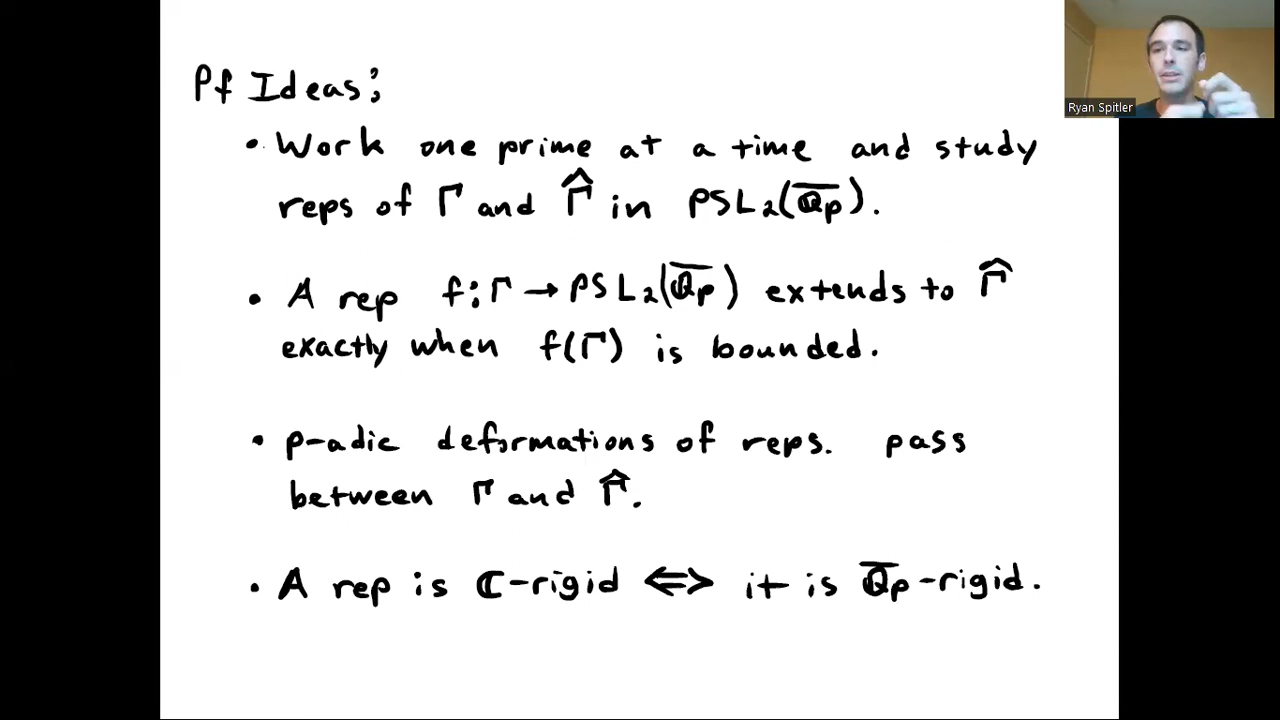 Pf Ideas:
• Work one prime at a time and study
reps of Γ and Γ̂ in PSL₂(Q̅p).
• A rep f: Γ → PSL₂(Q̅p) extends to Γ̂
exactly when f(Γ) is bounded.
• p-adic deformations of reps. pass
between Γ and Γ̂.
• A rep is ℂ-rigid ⟺ it is Q̅p-rigid.
Ryan Spitler